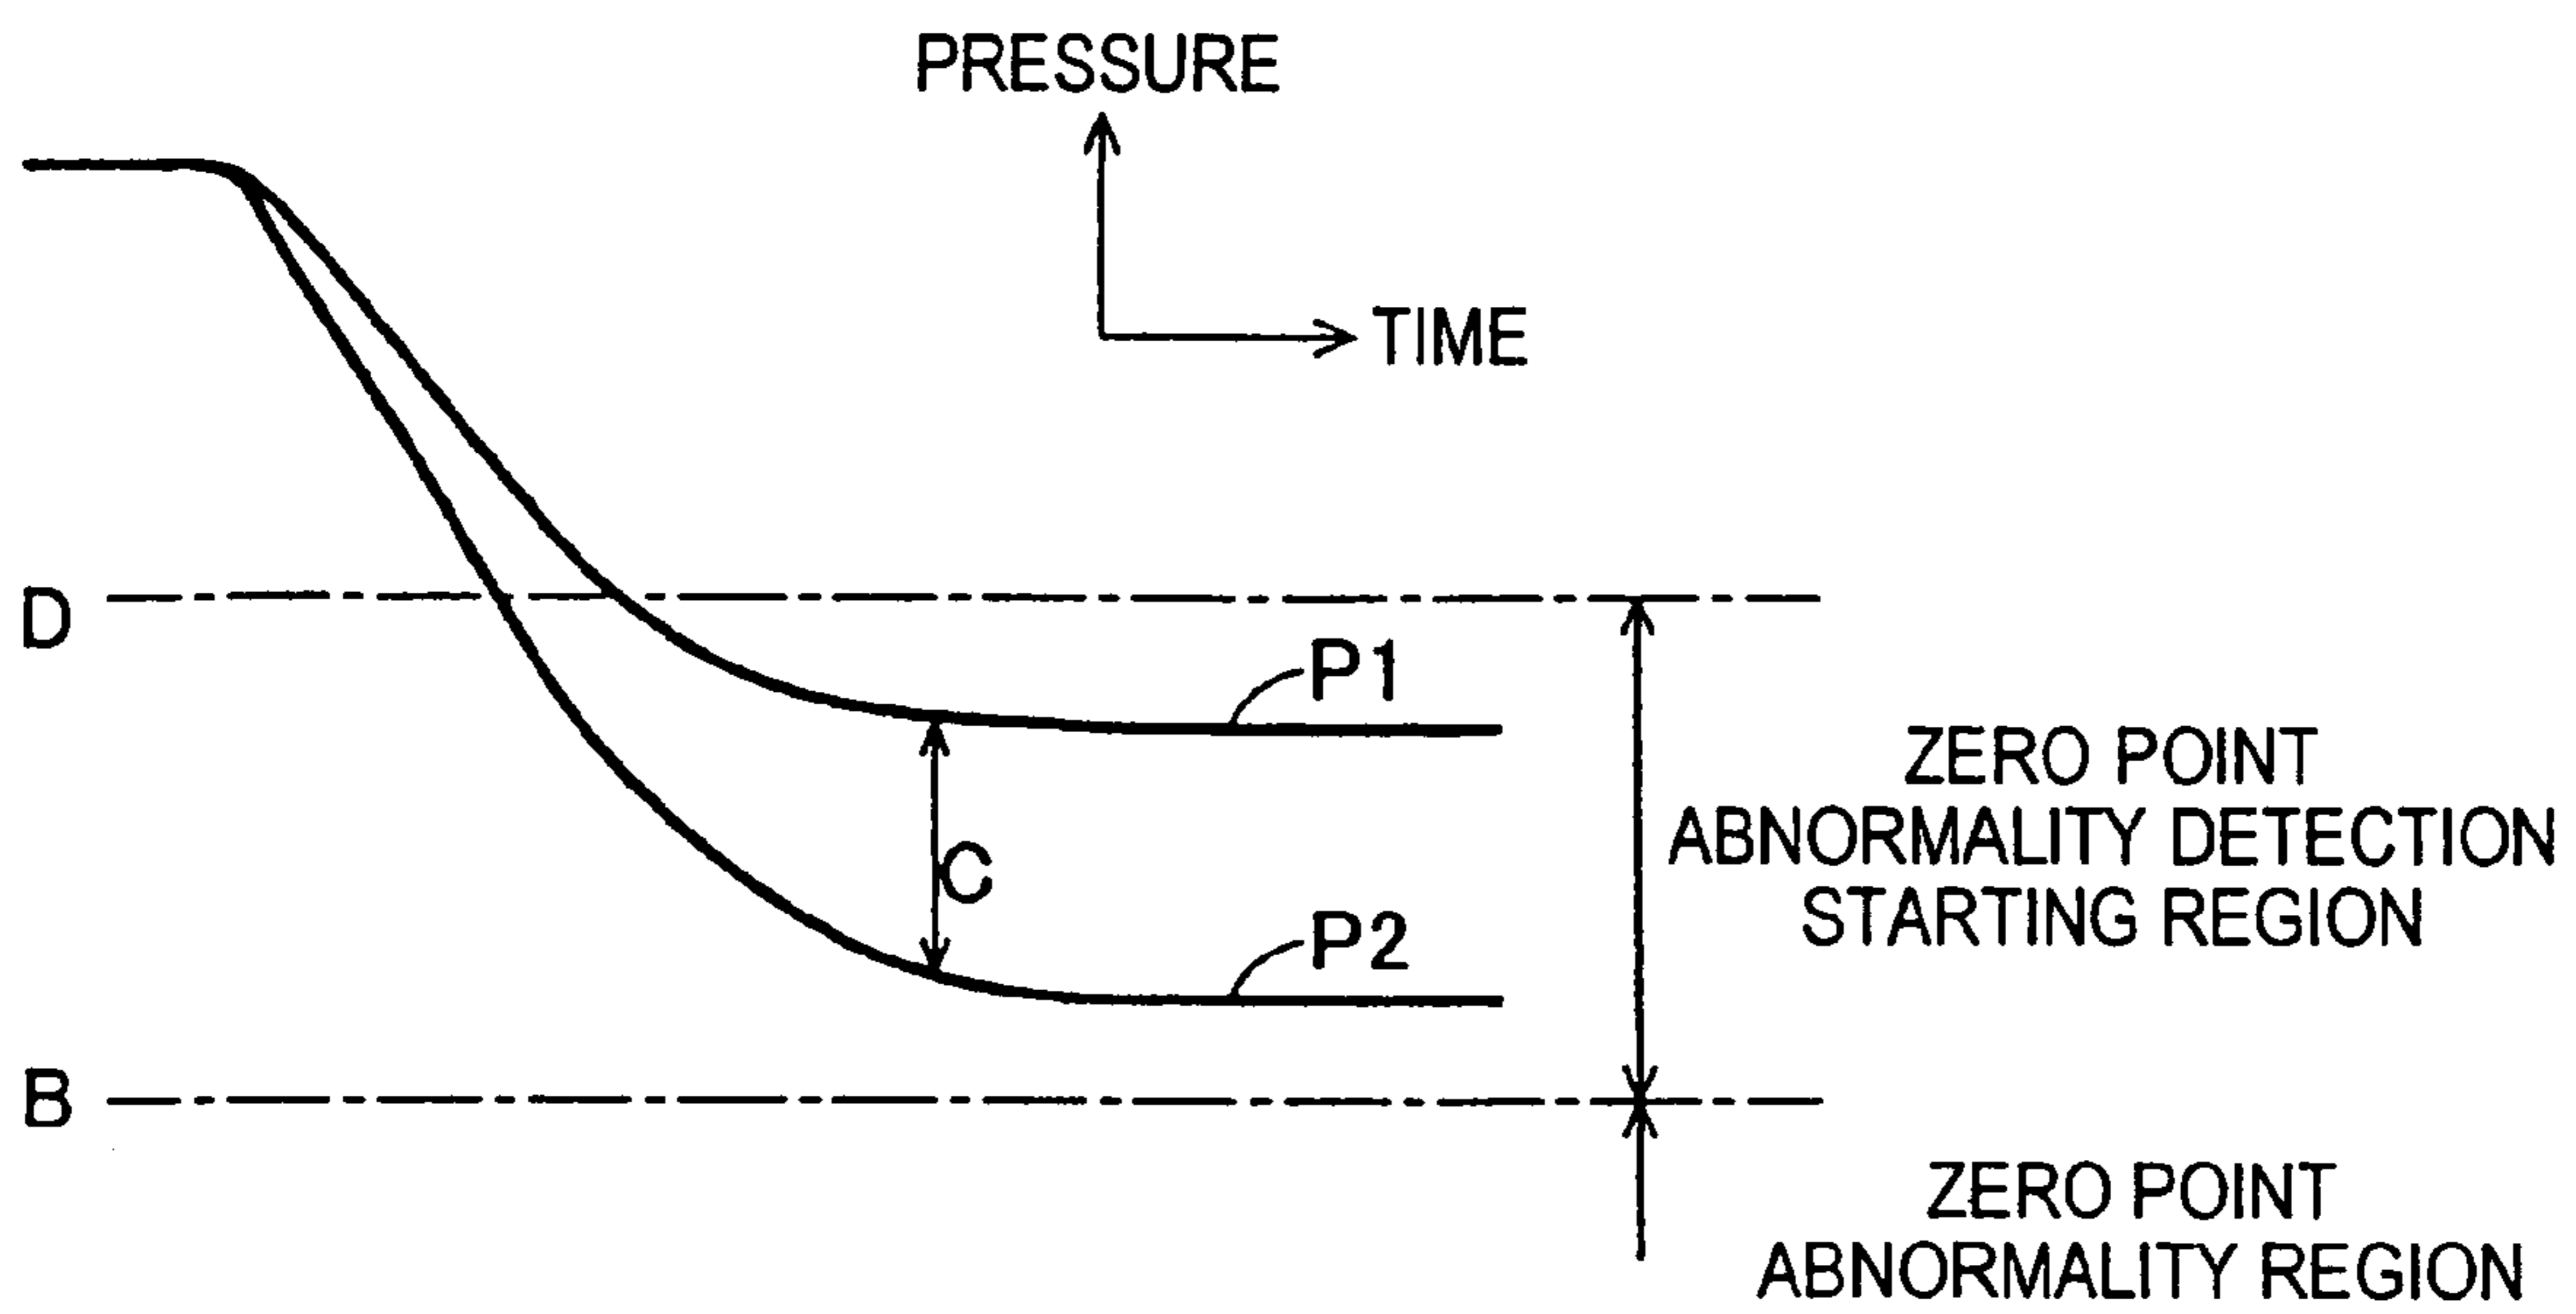 PRESSURE
TIME
D
P1
ZERO POINT
ABNORMALITY DETECTION
STARTING REGION
C
P2
B
ZERO POINT
ABNORMALITY REGION